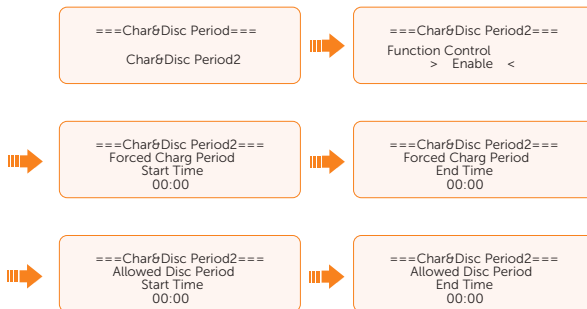 ===Char&Disc Period===
Char&Disc Period2
===Char&Disc Period2===
Function Control
> Enable <
===Char&Disc Period2===
Forced Charg Period
Start Time
00:00
===Char&Disc Period2===
Forced Charg Period
End Time
00:00
===Char&Disc Period2===
Allowed Disc Period
Start Time
00:00
===Char&Disc Period2===
Allowed Disc Period
End Time
00:00